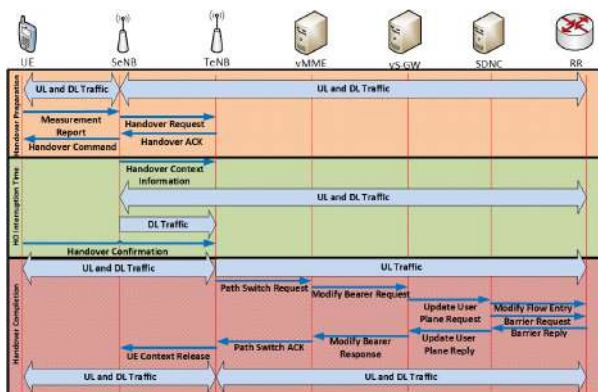 UE SeNB TeNB vMME vS-GW SDNC RR
Handover Preparation
UL and DL Traffic
UL and DL Traffic
Measurement
Report
Handover Request
Handover Command
Handover ACK
HO Interruption Time
Handover Context
Information
UL and DL Traffic
DL Traffic
Handover Confirmation
Handover Completion
UL and DL Traffic
UL Traffic
Path Switch Request
Modify Bearer Request
Update User
Plane Request
Modify Flow Entry
Barrier Request
Barrier Reply
UE Context Release
Path Switch ACK
Modify Bearer
Response
Update User
Plane Reply
UL and DL Traffic
UL and DL Traffic